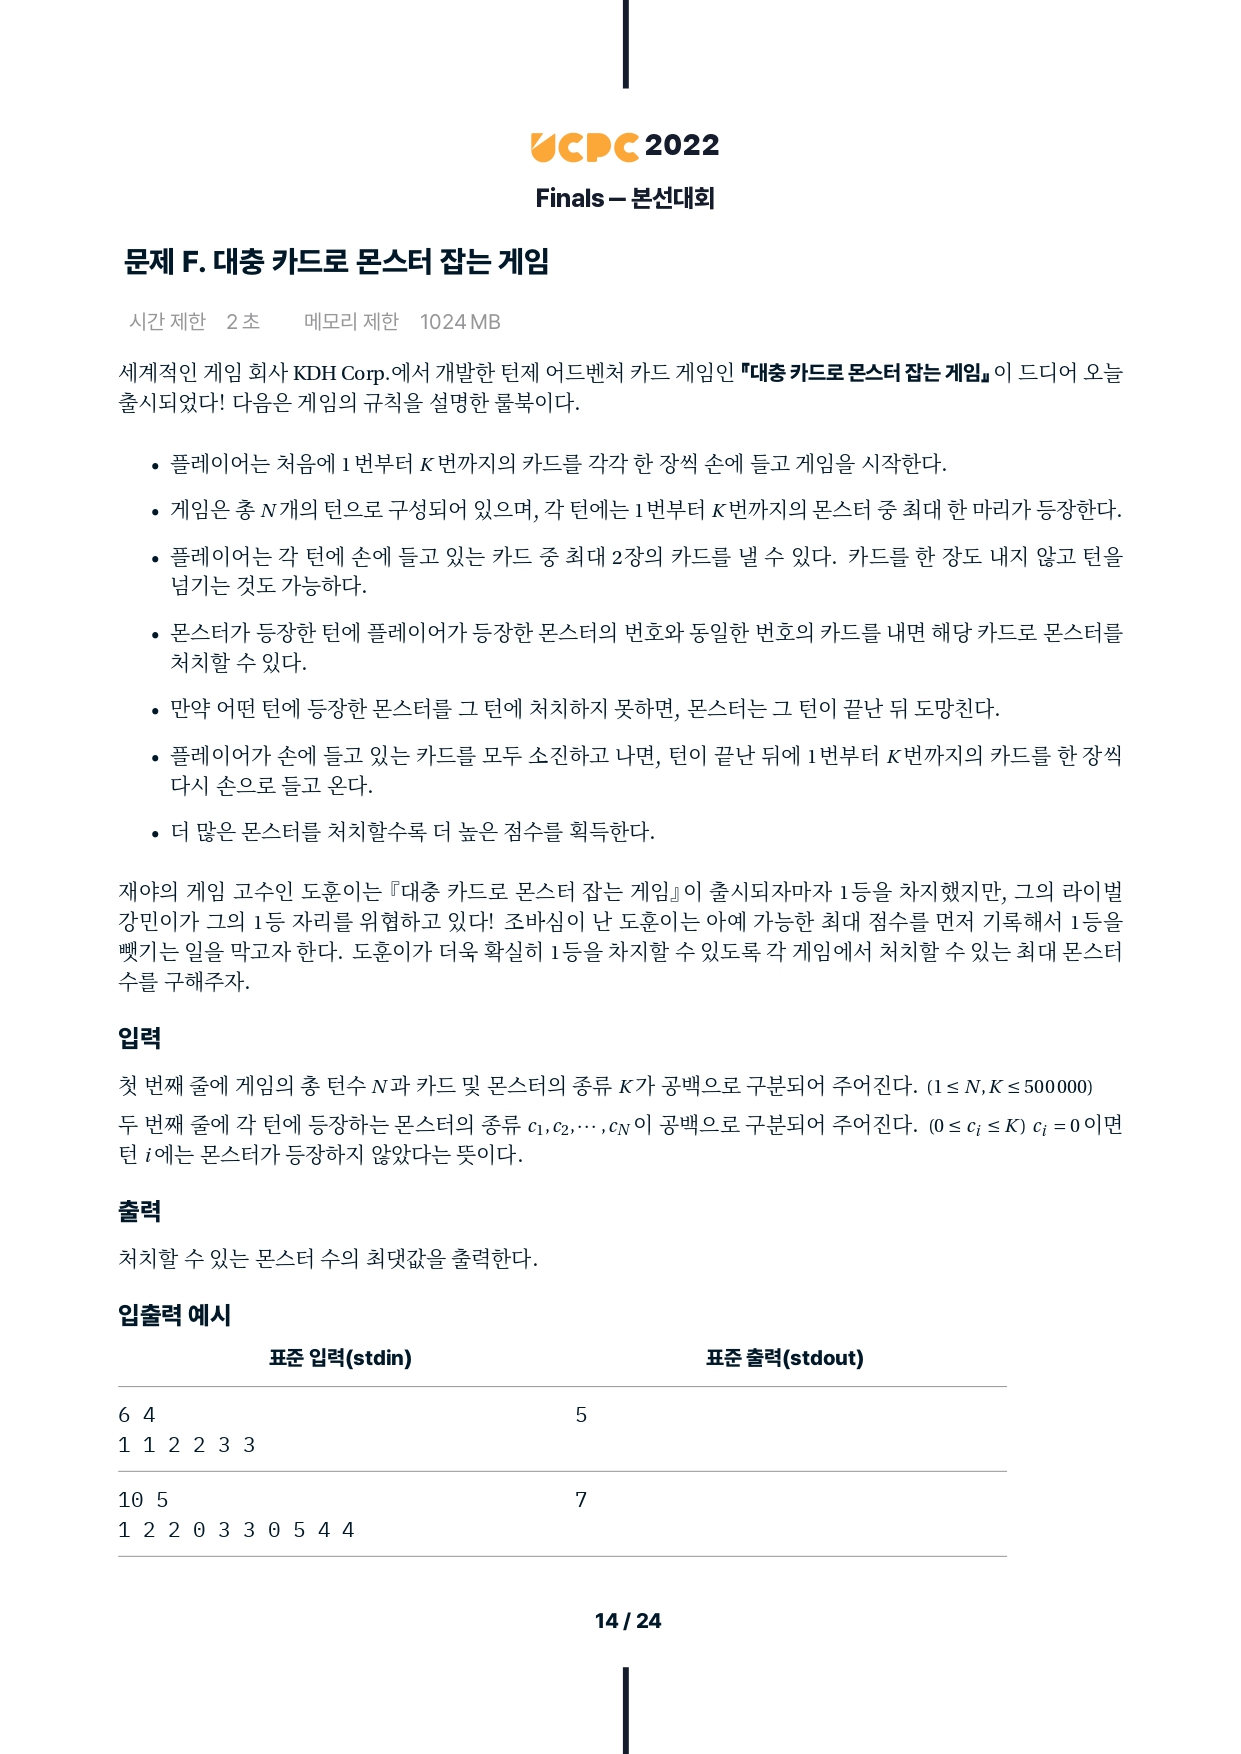 UCPC 2022
Finals — 본선대회
문제 F. 대충 카드로 몬스터 잡는 게임
시간 제한 2 초 메모리 제한 1024 MB
세계적인 게임 회사 KDH Corp.에서 개발한 턴제 어드벤처 카드 게임인 『대충 카드로 몬스터 잡는 게임』이 드디어 오늘
출시되었다! 다음은 게임의 규칙을 설명한 룰북이다.
• 플레이어는 처음에 1번부터 K번까지의 카드를 각각 한 장씩 손에 들고 게임을 시작한다.
• 게임은 총 N개의 턴으로 구성되어 있으며, 각 턴에는 1번부터 K번까지의 몬스터 중 최대 한 마리가 등장한다.
• 플레이어는 각 턴에 손에 들고 있는 카드 중 최대 2장의 카드를 낼 수 있다. 카드를 한 장도 내지 않고 턴을
넘기는 것도 가능하다.
• 몬스터가 등장한 턴에 플레이어가 등장한 몬스터의 번호와 동일한 번호의 카드를 내면 해당 카드로 몬스터를
처치할 수 있다.
• 만약 어떤 턴에 등장한 몬스터를 그 턴에 처치하지 못하면, 몬스터는 그 턴이 끝난 뒤 도망친다.
• 플레이어가 손에 들고 있는 카드를 모두 소진하고 나면, 턴이 끝난 뒤에 1번부터 K번까지의 카드를 한 장씩
다시 손으로 들고 온다.
• 더 많은 몬스터를 처치할수록 더 높은 점수를 획득한다.
재야의 게임 고수인 도훈이는 『대충 카드로 몬스터 잡는 게임』이 출시되자마자 1등을 차지했지만, 그의 라이벌
강민이가 그의 1등 자리를 위협하고 있다! 조바심이 난 도훈이는 아예 가능한 최대 점수를 먼저 기록해서 1등을
뺏기는 일을 막고자 한다. 도훈이가 더욱 확실히 1등을 차지할 수 있도록 각 게임에서 처치할 수 있는 최대 몬스터
수를 구해주자.
입력
첫 번째 줄에 게임의 총 턴수 N과 카드 및 몬스터의 종류 K가 공백으로 구분되어 주어진다. (1 ≤ N, K ≤ 500 000)
두 번째 줄에 각 턴에 등장하는 몬스터의 종류 c₁, c₂, ⋯ , c_N이 공백으로 구분되어 주어진다. (0 ≤ cᵢ ≤ K) cᵢ = 0이면
턴 i에는 몬스터가 등장하지 않았다는 뜻이다.
출력
처치할 수 있는 몬스터 수의 최댓값을 출력한다.
입출력 예시
표준 입력(stdin) 표준 출력(stdout)
6 4 5
1 1 2 2 3 3
10 5 7
1 2 2 0 3 3 0 5 4 4
14 / 24